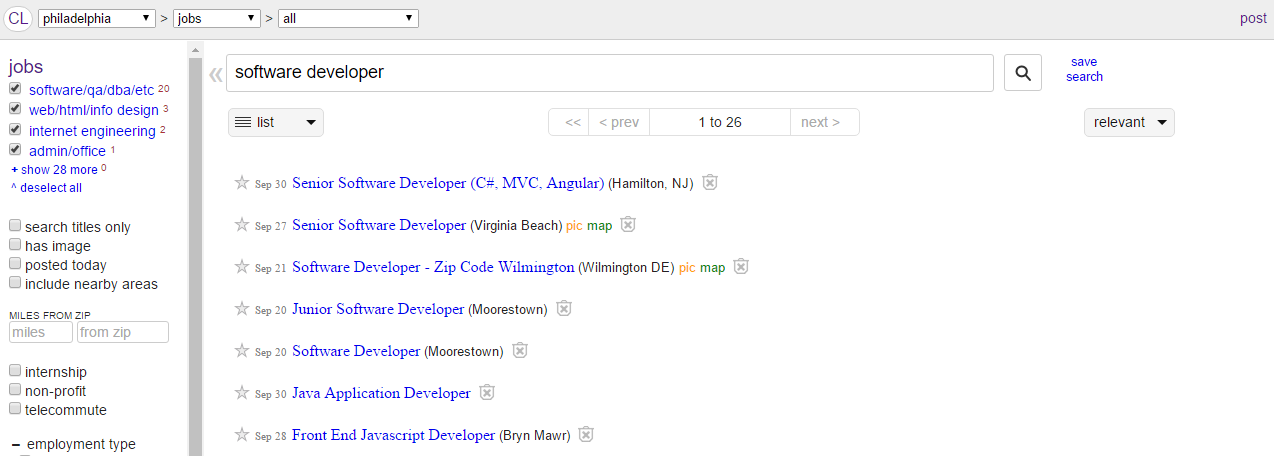 CL philadelphia > jobs > all post
jobs
software/qa/dba/etc 20
web/html/info design 3
internet engineering 2
admin/office 1
+ show 28 more 0
^ deselect all
search titles only
has image
posted today
include nearby areas
MILES FROM ZIP
miles from zip
internship
non-profit
telecommute
− employment type
« software developer
save
search
list << < prev 1 to 26 next > relevant
Sep 30 Senior Software Developer (C#, MVC, Angular) (Hamilton, NJ)
Sep 27 Senior Software Developer (Virginia Beach) pic map
Sep 21 Software Developer - Zip Code Wilmington (Wilmington DE) pic map
Sep 20 Junior Software Developer (Moorestown)
Sep 20 Software Developer (Moorestown)
Sep 30 Java Application Developer
Sep 28 Front End Javascript Developer (Bryn Mawr)